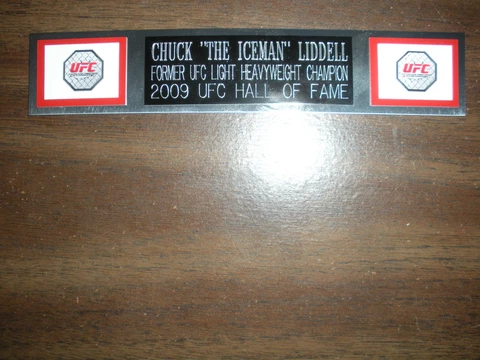 UFC
CHUCK "THE ICEMAN" LIDDELL
FORMER UFC LIGHT HEAVYWEIGHT CHAMPION
2009 UFC HALL OF FAME
UFC